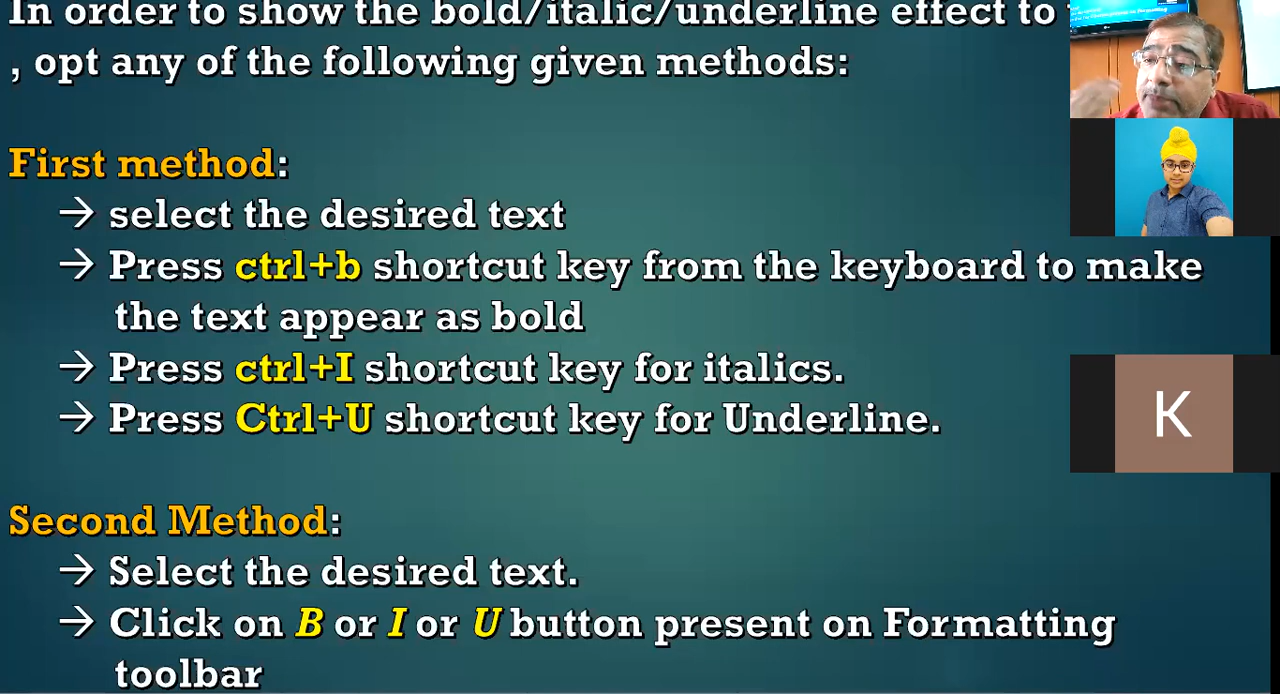 In order to show the bold/italic/underline effect to
, opt any of the following given methods:
First method:
→ select the desired text
→ Press ctrl+b shortcut key from the keyboard to make
the text appear as bold
→ Press ctrl+I shortcut key for italics.
→ Press Ctrl+U shortcut key for Underline.
K
Second Method:
→ Select the desired text.
→ Click on B or I or U button present on Formatting
toolbar